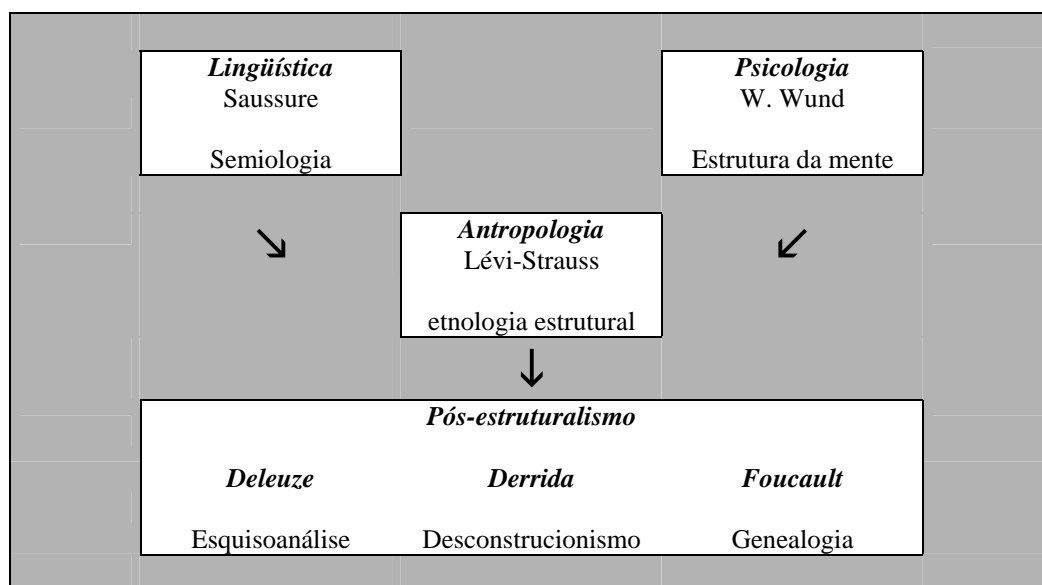 Lingüística
Saussure
Semiologia
Psicologia
W. Wund
Estrutura da mente
Antropologia
Lévi-Strauss
etnologia estrutural
Pós-estruturalismo
Deleuze Derrida Foucault
Esquisoanálise Desconstrucionismo Genealogia